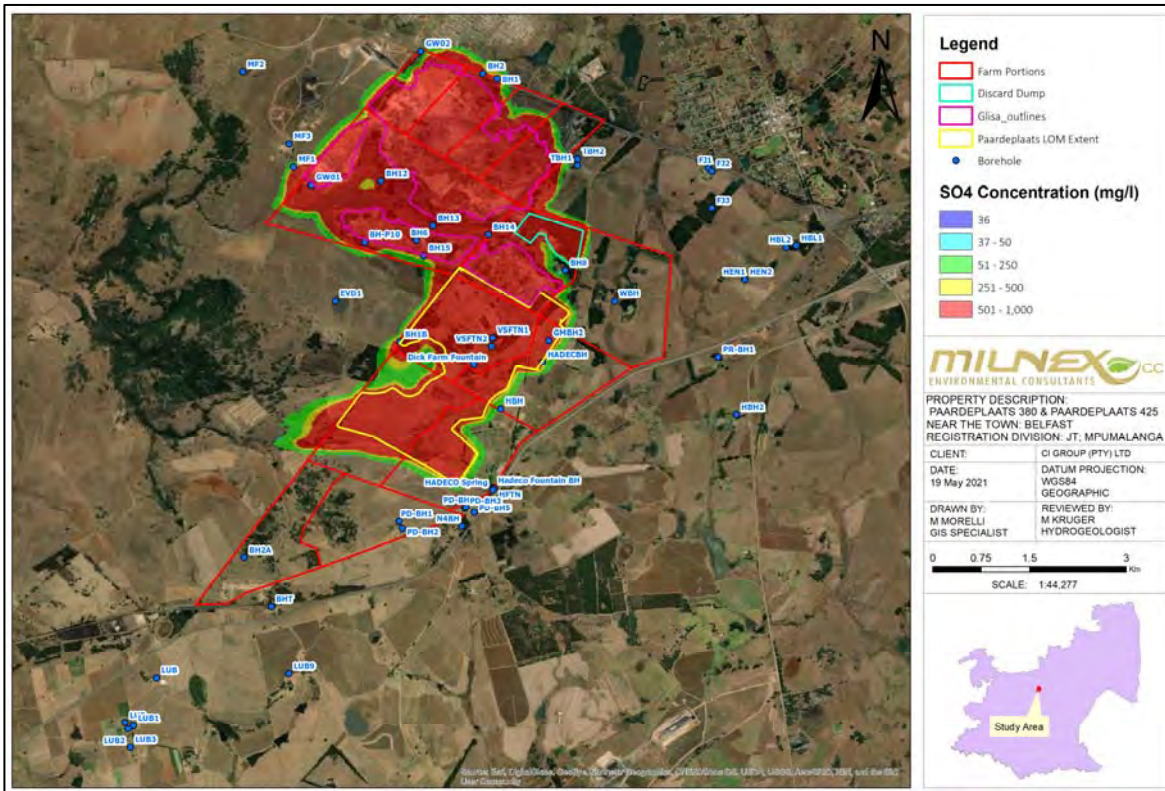 GW02
MF2
BH2
BH1
MF3
TBH2
TBH1
MF1
FJ1
FJ2
GW01
BH12
FJ3
BH13
BH14
BH-P10
BH6
HBL2
HBL1
BH15
BH8
HEN1
HEN2
EVD1
WBH
BH1B
VSFTN1
GMBH2
VSFTN2
Dick Farm Fountain
HADECBH
PR-BH1
HBH
HBH2
HADECO Spring
Hadeco Fountain BH
HFTN
PD-BH2
PD-BH5
PD-BH1
N4BH
PD-BH2
BH2A
BHT
LUB
LUB9
LUB1
LUB2
LUB3
N
Legend
Farm Portions
Discard Dump
Glisa_outlines
Paardeplaats LOM Extent
Borehole
SO4 Concentration (mg/l)
36
37 - 50
51 - 250
251 - 500
501 - 1,000
MILNEX CC
ENVIRONMENTAL CONSULTANTS
PROPERTY DESCRIPTION:
PAARDEPLAATS 380 & PAARDEPLAATS 425
NEAR THE TOWN: BELFAST
REGISTRATION DIVISION: JT; MPUMALANGA
CLIENT:
CI GROUP (PTY) LTD
DATE:
19 May 2021
DATUM PROJECTION:
WGS84
GEOGRAPHIC
DRAWN BY:
M MORELLI
GIS SPECIALIST
REVIEWED BY:
M KRUGER
HYDROGEOLOGIST
0 0.75 1.5 3
Km
SCALE: 1:44,277
Study Area